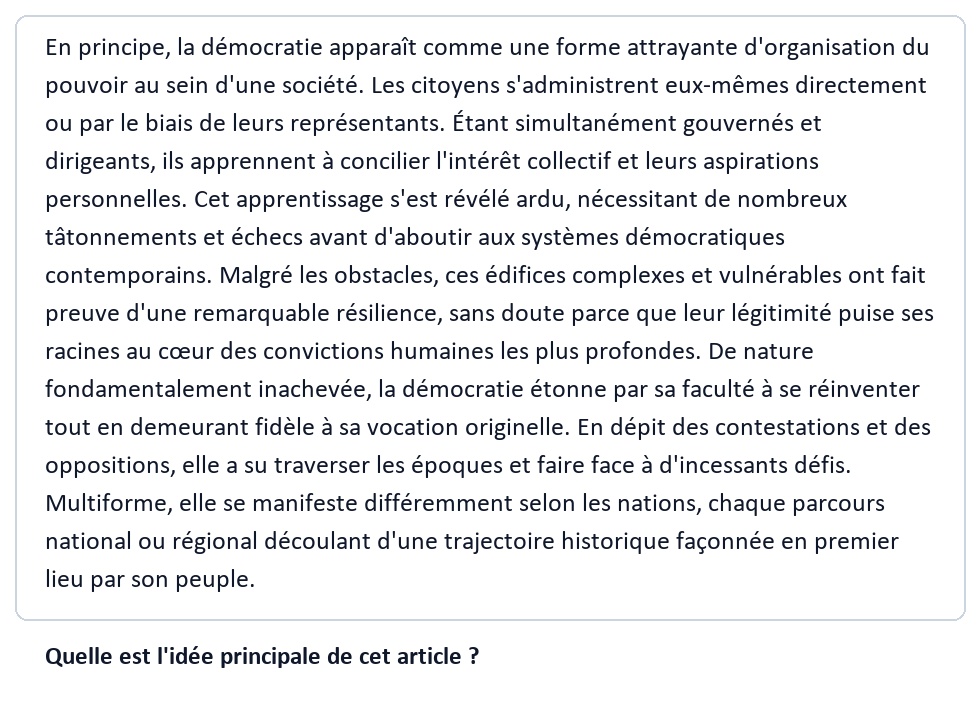 En principe, la démocratie apparaît comme une forme attrayante d'organisation du
pouvoir au sein d'une société. Les citoyens s'administrent eux-mêmes directement
ou par le biais de leurs représentants. Étant simultanément gouvernés et
dirigeants, ils apprennent à concilier l'intérêt collectif et leurs aspirations
personnelles. Cet apprentissage s'est révélé ardu, nécessitant de nombreux
tâtonnements et échecs avant d'aboutir aux systèmes démocratiques
contemporains. Malgré les obstacles, ces édifices complexes et vulnérables ont fait
preuve d'une remarquable résilience, sans doute parce que leur légitimité puise ses
racines au cœur des convictions humaines les plus profondes. De nature
fondamentalement inachevée, la démocratie étonne par sa faculté à se réinventer
tout en demeurant fidèle à sa vocation originelle. En dépit des contestations et des
oppositions, elle a su traverser les époques et faire face à d'incessants défis.
Multiforme, elle se manifeste différemment selon les nations, chaque parcours
national ou régional découlant d'une trajectoire historique façonnée en premier
lieu par son peuple.
Quelle est l'idée principale de cet article ?